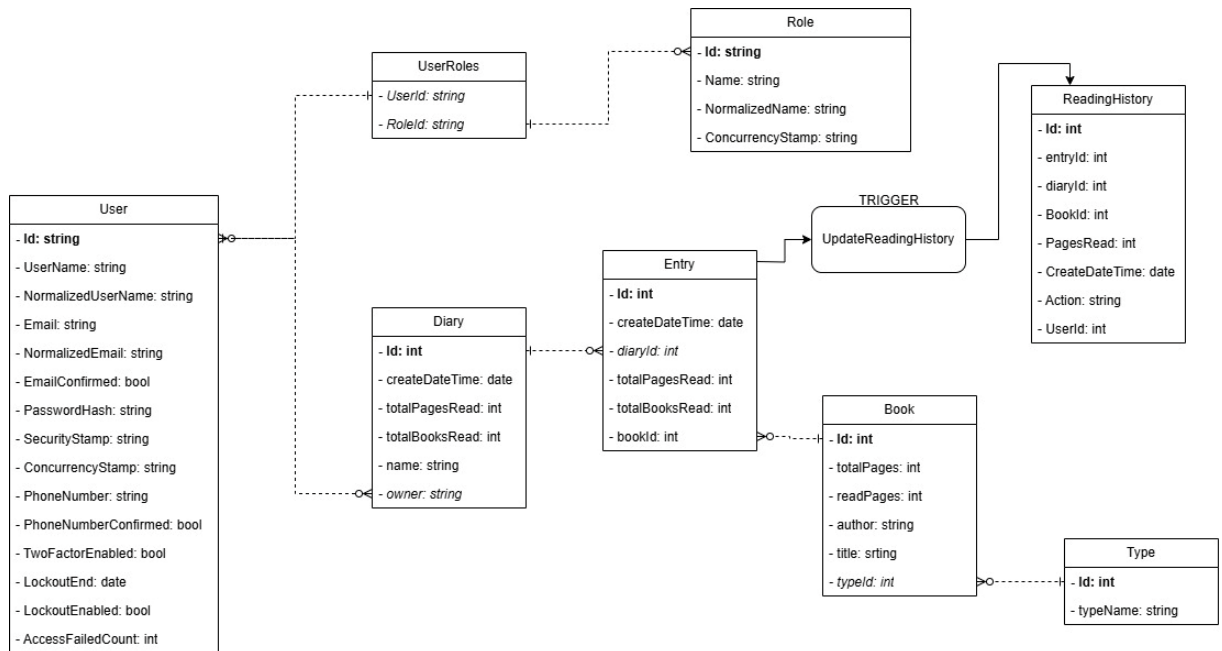 Role
- Id: string
- Name: string
- NormalizedName: string
- ConcurrencyStamp: string
UserRoles
- UserId: string
- RoleId: string
ReadingHistory
- Id: int
- entryId: int
- diaryId: int
- BookId: int
- PagesRead: int
- CreateDateTime: date
- Action: string
- UserId: int
TRIGGER
UpdateReadingHistory
User
- Id: string
- UserName: string
- NormalizedUserName: string
- Email: string
- NormalizedEmail: string
- EmailConfirmed: bool
- PasswordHash: string
- SecurityStamp: string
- ConcurrencyStamp: string
- PhoneNumber: string
- PhoneNumberConfirmed: bool
- TwoFactorEnabled: bool
- LockoutEnd: date
- LockoutEnabled: bool
- AccessFailedCount: int
Diary
- Id: int
- createDateTime: date
- totalPagesRead: int
- totalBooksRead: int
- name: string
- owner: string
Entry
- Id: int
- createDateTime: date
- diaryId: int
- totalPagesRead: int
- totalBooksRead: int
- bookId: int
Book
- Id: int
- totalPages: int
- readPages: int
- author: string
- title: srting
- typeId: int
Type
- Id: int
- typeName: string